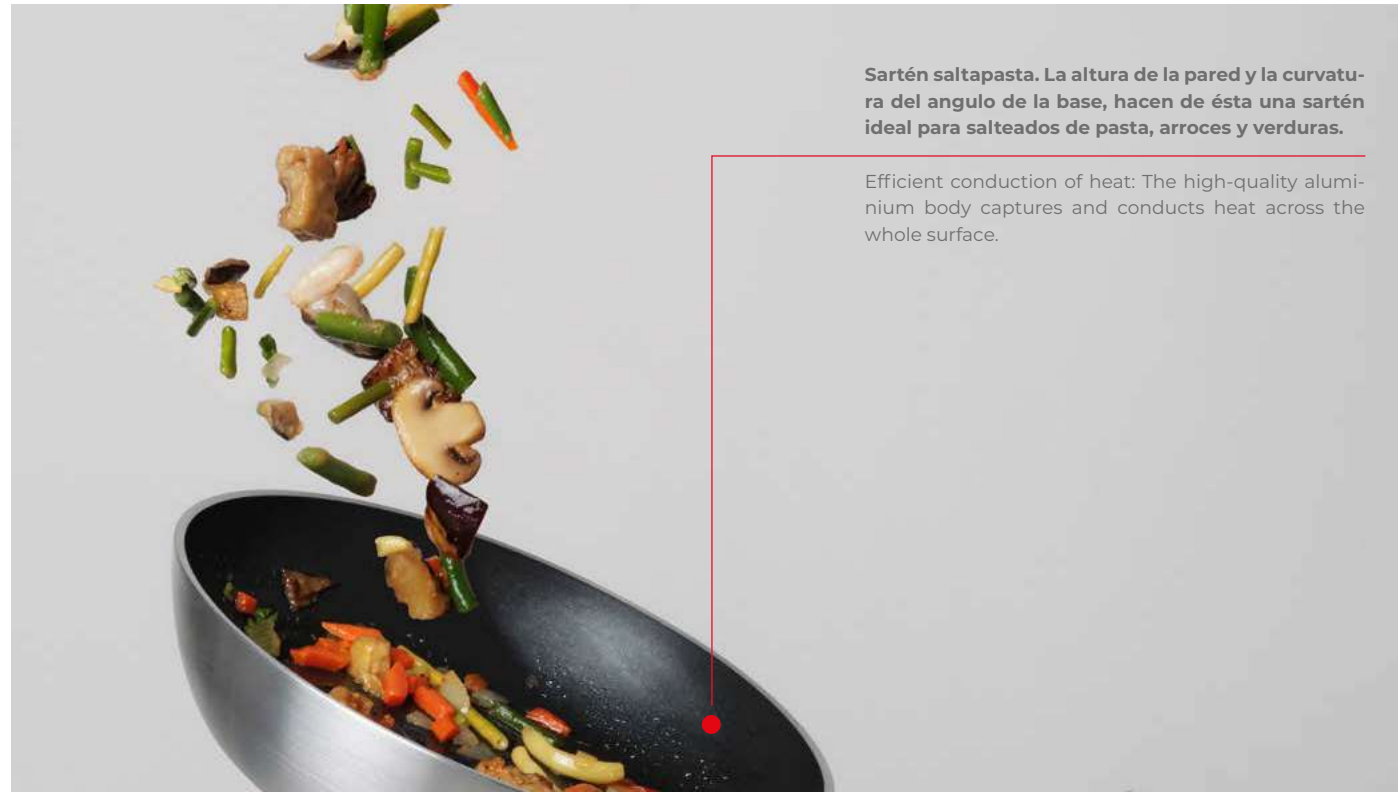 Sartén saltapasta. La altura de la pared y la curvatu-
ra del angulo de la base, hacen de ésta una sartén
ideal para salteados de pasta, arroces y verduras.
Efficient conduction of heat: The high-quality alumi-
nium body captures and conducts heat across the
whole surface.